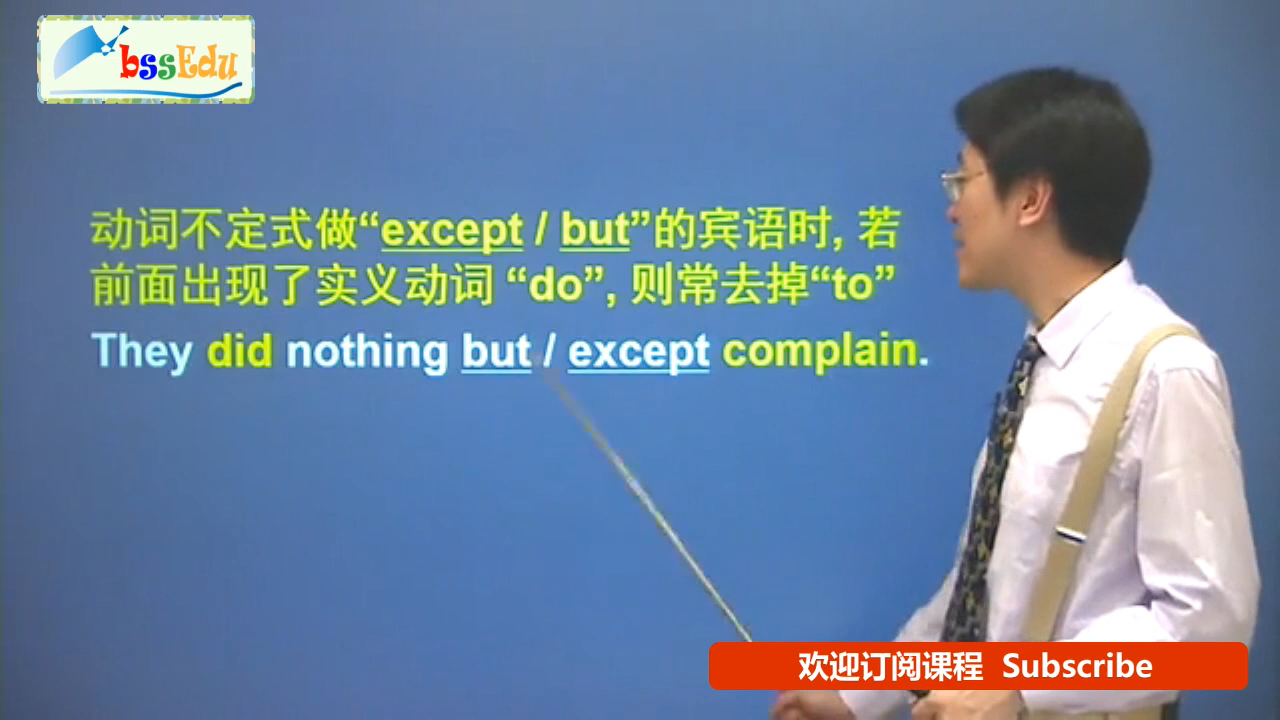 bssEdu
动词不定式做“except / but”的宾语时, 若
前面出现了实义动词 “do”, 则常去掉“to”
They did nothing but / except complain.
欢迎订阅课程 Subscribe